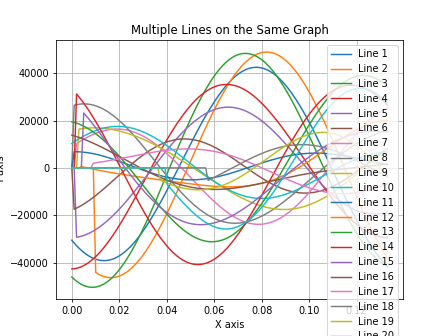 Multiple Lines on the Same Graph
40000
20000
0
−20000
−40000
0.00
0.02
0.04
0.06
0.08
0.10
X axis
axis
Line 1
Line 2
Line 3
Line 4
Line 5
Line 6
Line 7
Line 8
Line 9
Line 10
Line 11
Line 12
Line 13
Line 14
Line 15
Line 16
Line 17
Line 18
Line 19
Line 20